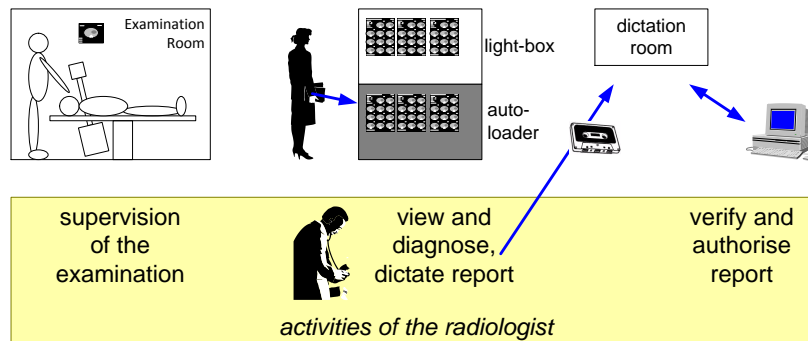 Examination
Room
light-box
auto-
loader
dictation
room
supervision
of the
examination
view and
diagnose,
dictate report
verify and
authorise
report
activities of the radiologist